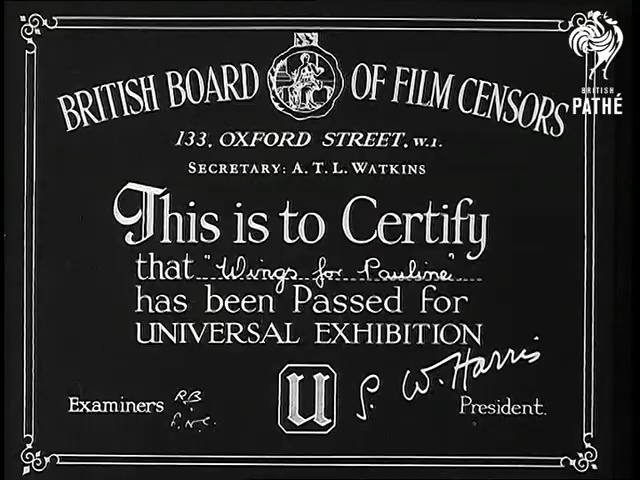 BRITISH BOARD OF FILM CENSORS
BRITISH
PATHÉ
133, OXFORD STREET, W.1.
SECRETARY: A. T. L. WATKINS
This is to Certify
that "Wings for Pauline"
has been Passed for
UNIVERSAL EXHIBITION
U
S. W. Harris
Examiners R.B
President.